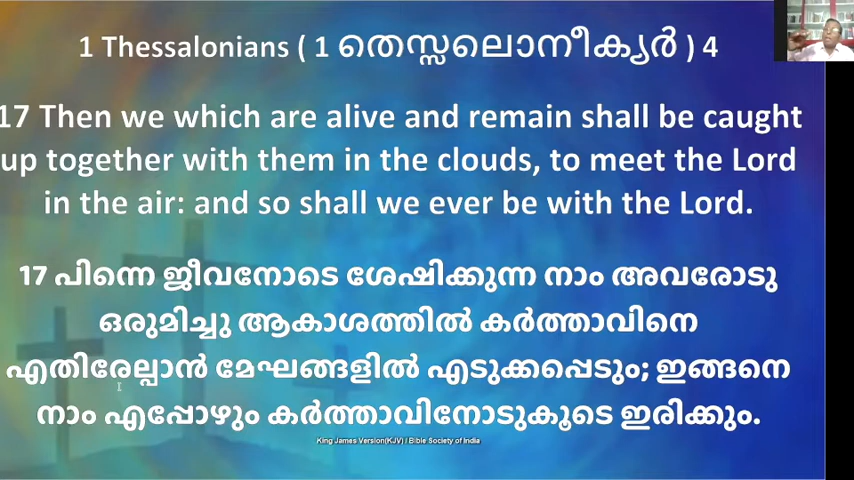 1 Thessalonians ( 1 തെസ്സലൊനീക്യർ ) 4
17 Then we which are alive and remain shall be caught
up together with them in the clouds, to meet the Lord
in the air: and so shall we ever be with the Lord.
17 പിന്നെ ജീവനോടെ ശേഷിക്കുന്ന നാം അവരോടു
ഒരുമിച്ചു ആകാശത്തിൽ കർത്താവിനെ
എതിരേല്പാൻ മേഘങ്ങളിൽ എടുക്കപ്പെടും; ഇങ്ങനെ
നാം എപ്പോഴും കർത്താവിനോടുകൂടെ ഇരിക്കും.
King James Version(KJV) / Bible Society of India